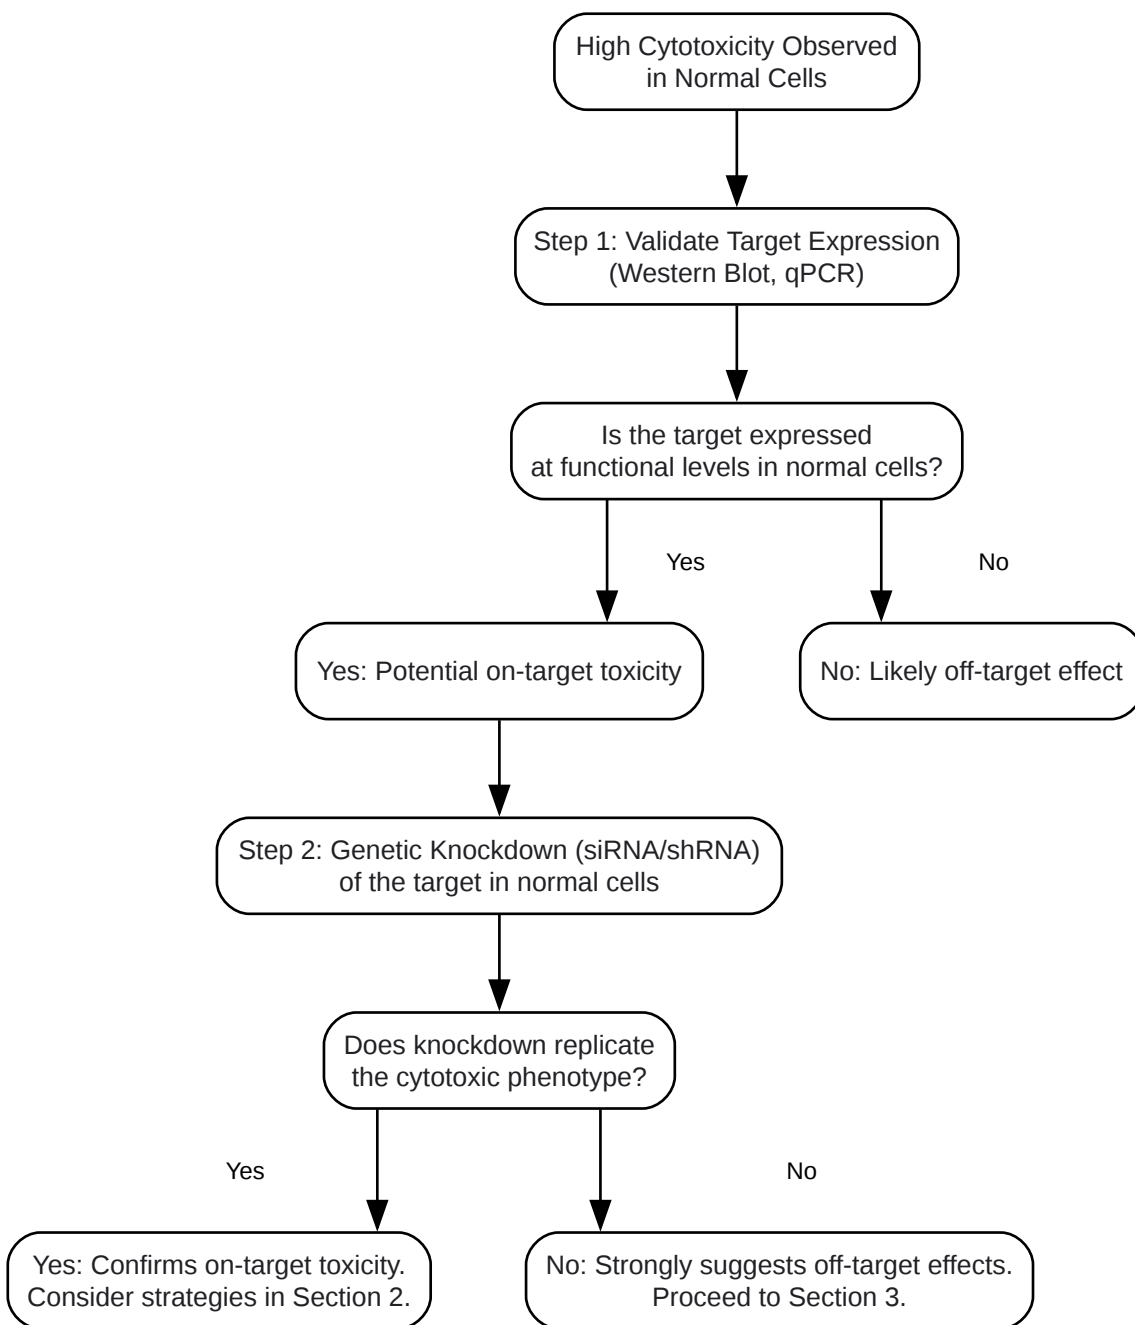 High Cytotoxicity Observed
in Normal Cells
Step 1: Validate Target Expression
(Western Blot, qPCR)
Is the target expressed
at functional levels in normal cells?
Yes
No
Yes: Potential on-target toxicity
No: Likely off-target effect
Step 2: Genetic Knockdown (siRNA/shRNA)
of the target in normal cells
Does knockdown replicate
the cytotoxic phenotype?
Yes
No
Yes: Confirms on-target toxicity.
Consider strategies in Section 2.
No: Strongly suggests off-target effects.
Proceed to Section 3.